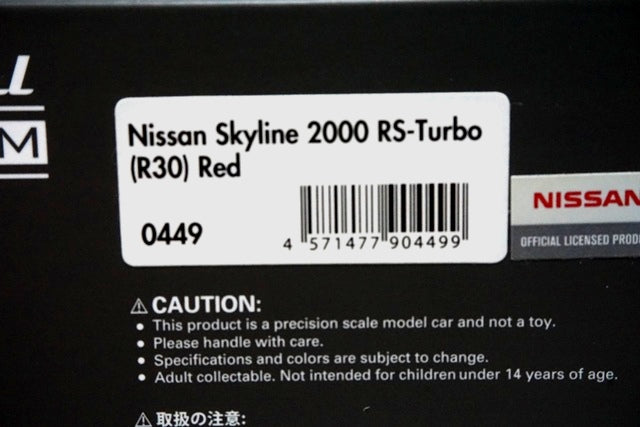 M
Nissan Skyline 2000 RS-Turbo
(R30) Red
0449
4 571477 904499
NISSAN
OFFICIAL LICENSED
⚠ CAUTION:
• This product is a precision scale model car and not a toy.
• Please handle with care.
• Specifications and colors are subject to change.
• Adult collectable. Not intended for children under 14 years of age.
⚠ 取扱の注意: